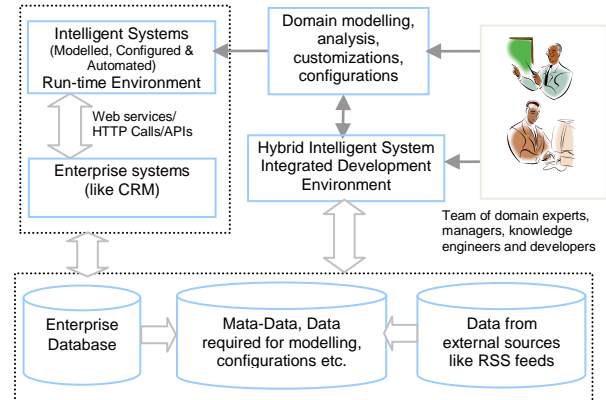 Intelligent Systems
(Modelled, Configured &
Automated)
Run-time Environment
Web services/
HTTP Calls/APIs
Enterprise systems
(like CRM)
Domain modelling,
analysis,
customizations,
configurations
Hybrid Intelligent System
Integrated Development
Environment
Team of domain experts,
managers, knowledge
engineers and developers
Enterprise
Database
Mata-Data, Data
required for modelling,
configurations etc.
Data from
external sources
like RSS feeds